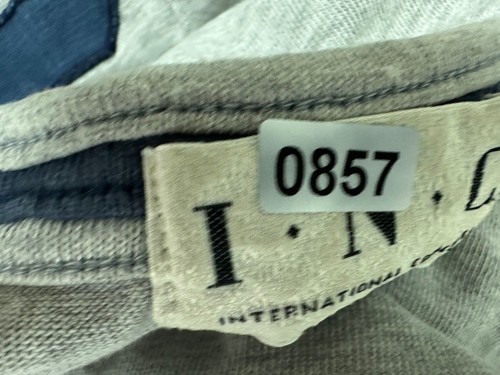 0857
I · N ·
INTERNATIONAL